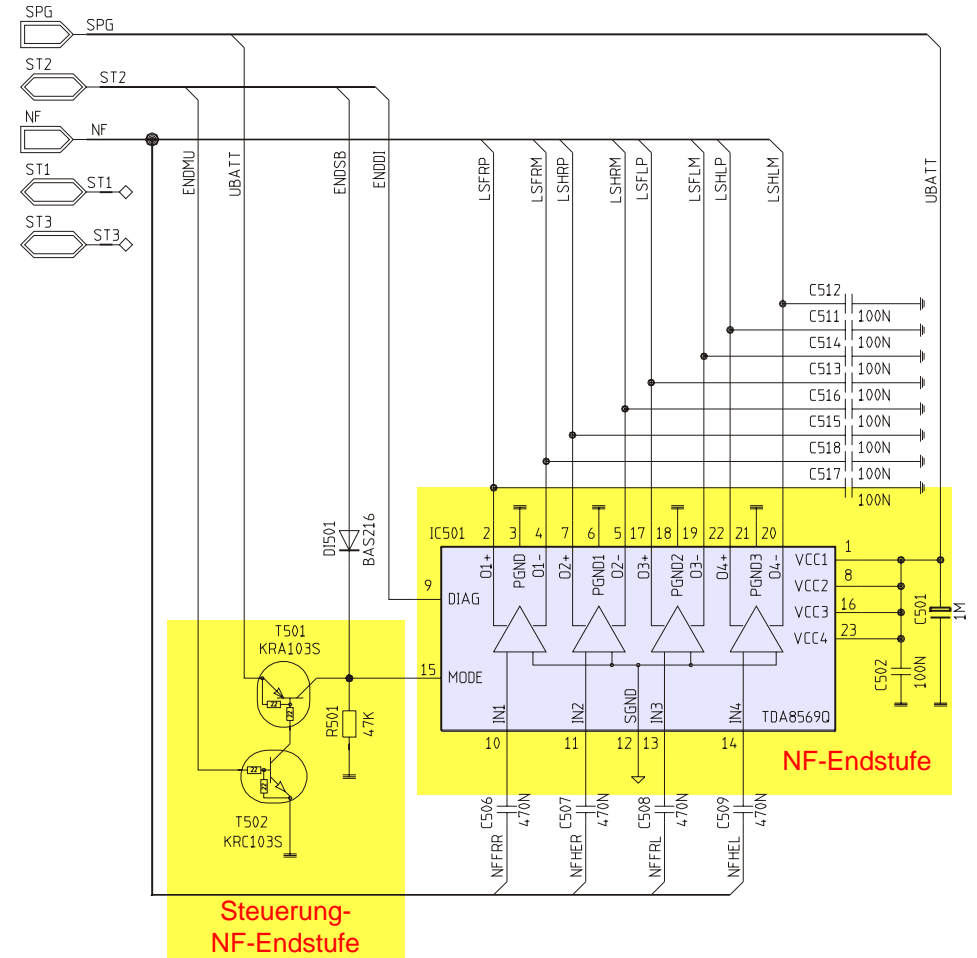 SPG
SPG
ST2
ST2
NF
NF
ST1
ST1
ST3
ST3
ENDMU
UBATT
ENDSB
ENDDI
LSFRP
LSFRM
LSHRP
LSHRM
LSFLP
LSFLM
LSHLP
LSHLM
UBATT
C512
100N
C511
100N
C514
100N
C513
100N
C516
100N
C515
100N
C518
100N
C517
100N
DI501
BAS216
IC501
2 3 4 7 6 5 17 18 19 22 21 20
O1+
PGND
O1-
O2+
PGND1
O2-
O3+
PGND2
O3-
O4+
PGND3
O4-
VCC1 1
VCC2 8
VCC3 16
VCC4 23
9 DIAG
15 MODE
C501
1M
C502
100N
T501
KRA103S
22
22
R501
47K
22
22
T502
KRC103S
IN1
IN2
SGND
IN3
IN4
TDA8569Q
10 11 12 13 14
NF-Endstufe
C506
470N
C507
470N
C508
470N
C509
470N
NFFRR
NFHER
NFFRL
NFHEL
Steuerung-
NF-Endstufe